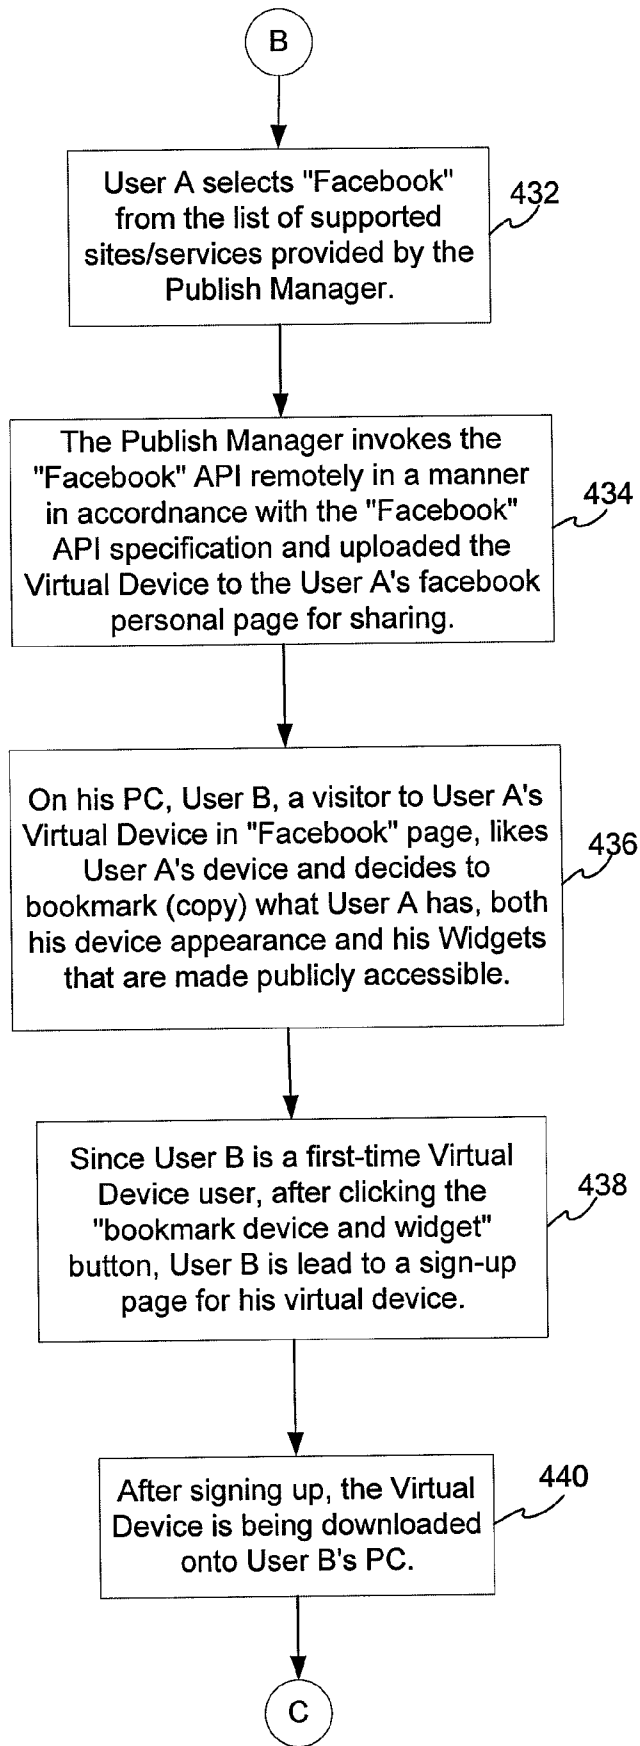 B
User A selects "Facebook"
from the list of supported
sites/services provided by the
Publish Manager.
432
The Publish Manager invokes the
"Facebook" API remotely in a manner
in accordnance with the "Facebook"
API specification and uploaded the
Virtual Device to the User A's facebook
personal page for sharing.
434
On his PC, User B, a visitor to User A's
Virtual Device in "Facebook" page, likes
User A's device and decides to
bookmark (copy) what User A has, both
his device appearance and his Widgets
that are made publicly accessible.
436
Since User B is a first-time Virtual
Device user, after clicking the
"bookmark device and widget"
button, User B is lead to a sign-up
page for his virtual device.
438
After signing up, the Virtual
Device is being downloaded
onto User B's PC.
440
C